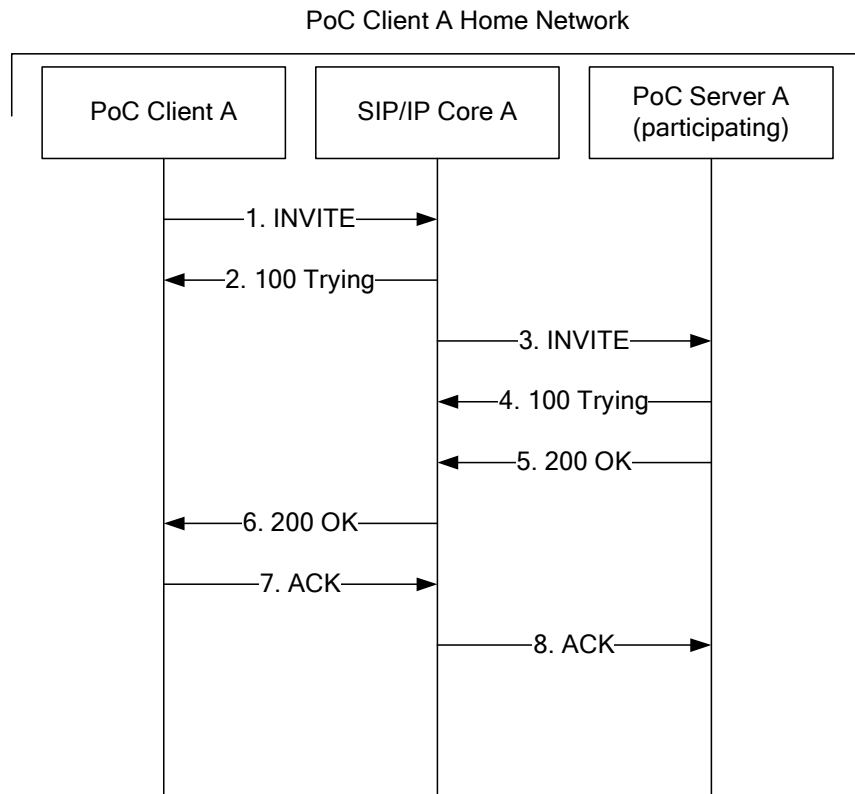 PoC Client A Home Network
PoC Client A
SIP/IP Core A
PoC Server A
(participating)
1. INVITE
2. 100 Trying
3. INVITE
4. 100 Trying
5. 200 OK
6. 200 OK
7. ACK
8. ACK